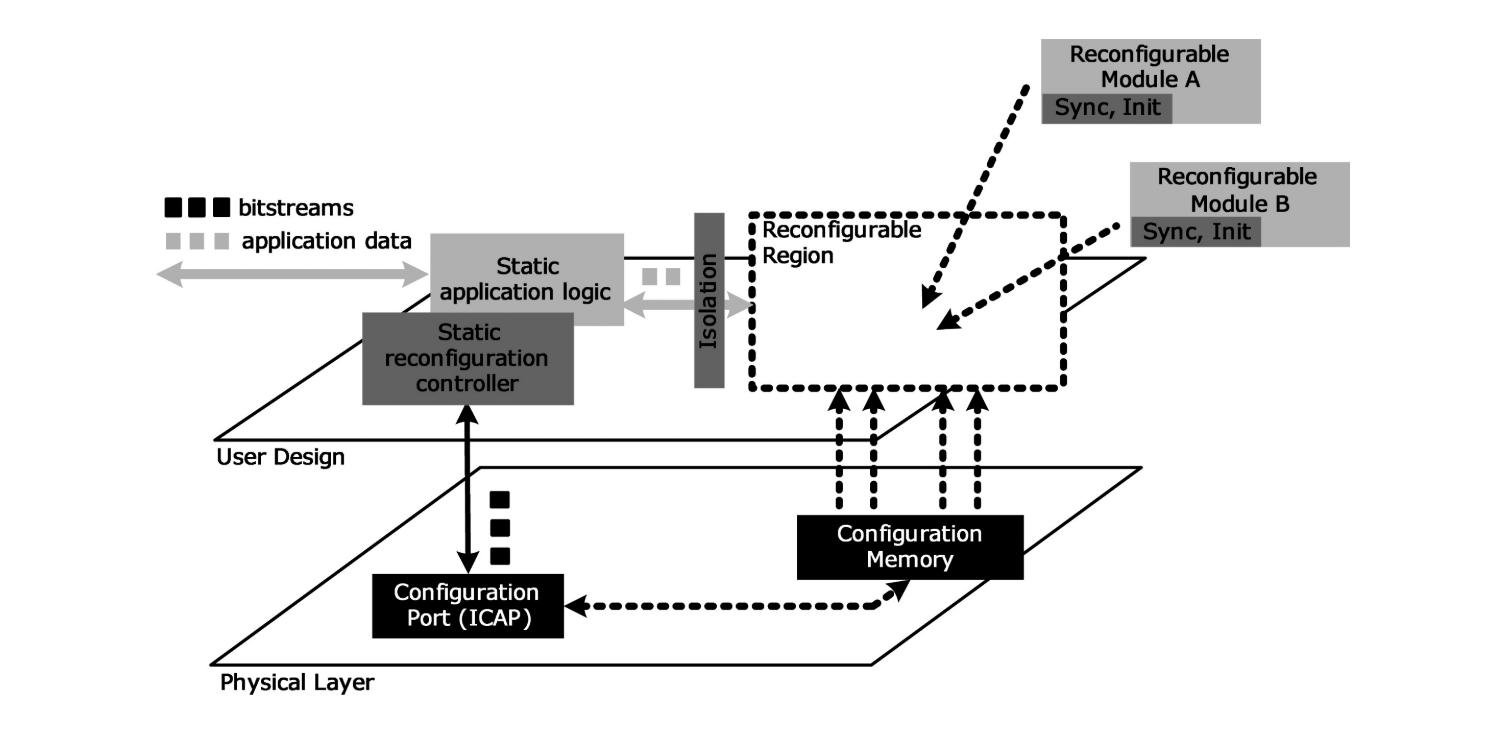 Reconfigurable
Module A
Sync, Init
Reconfigurable
Module B
Sync, Init
bitstreams
application data
Static
application logic
Isolation
Reconfigurable
Region
Static
reconfiguration
controller
User Design
Configuration
Memory
Configuration
Port (ICAP)
Physical Layer